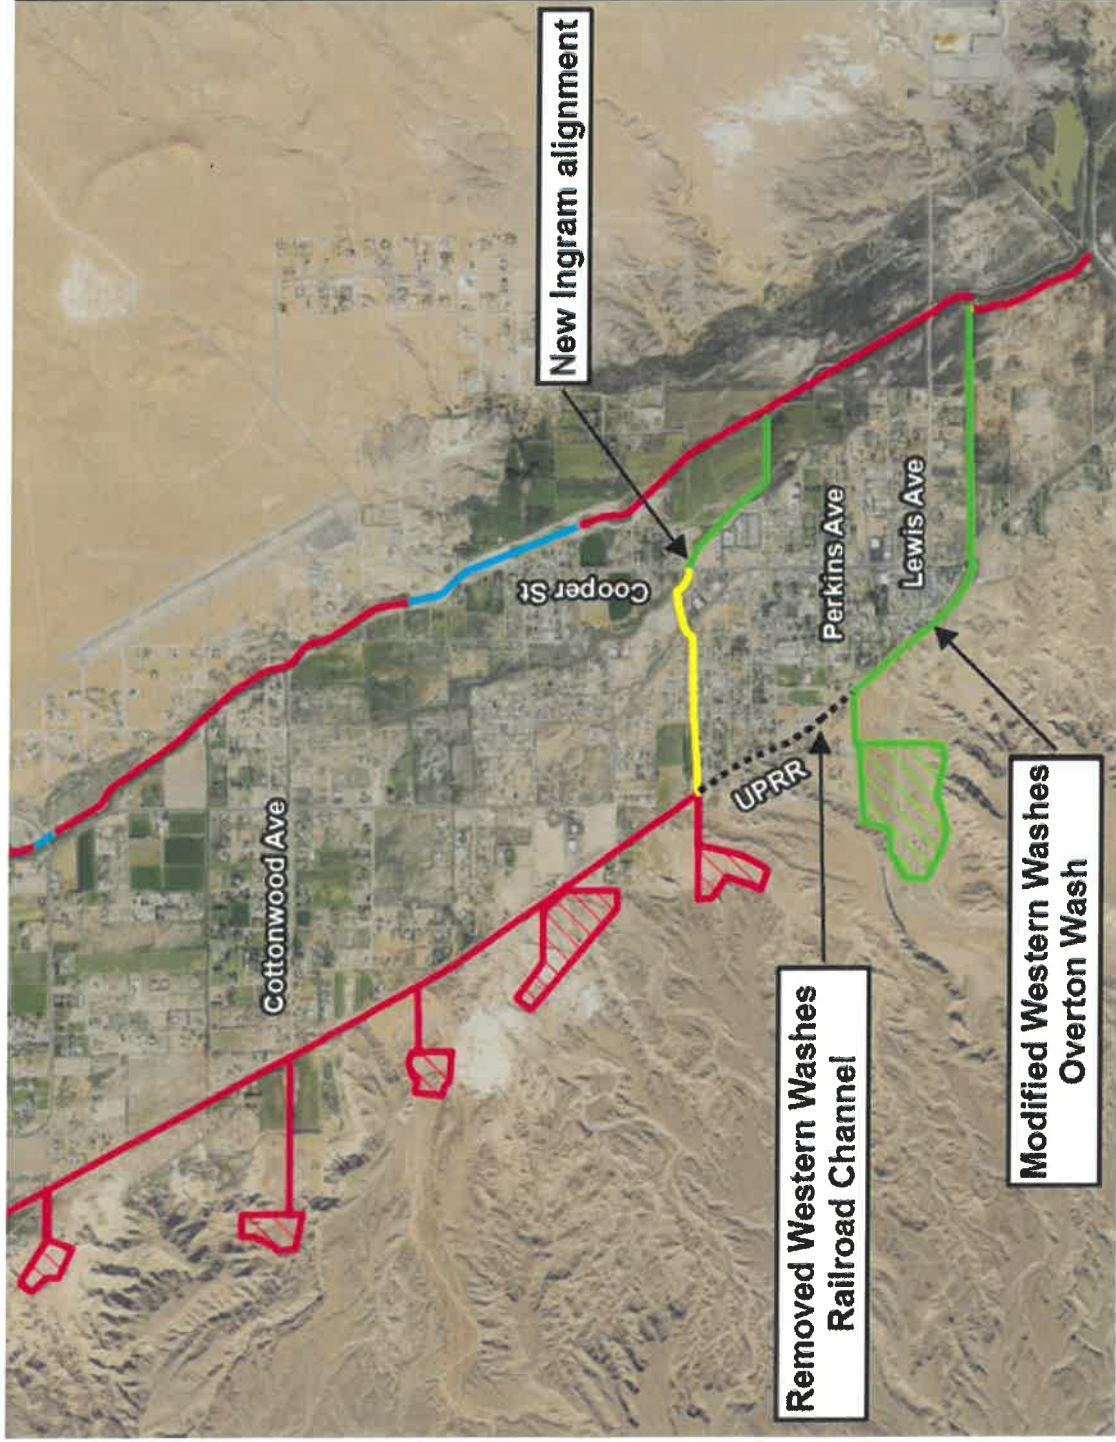 New Ingram alignment
Cooper St
Perkins Ave
Lewis Ave
Cottonwood Ave
UPRR
Removed Western Washes
Railroad Channel
Modified Western Washes
Overton Wash